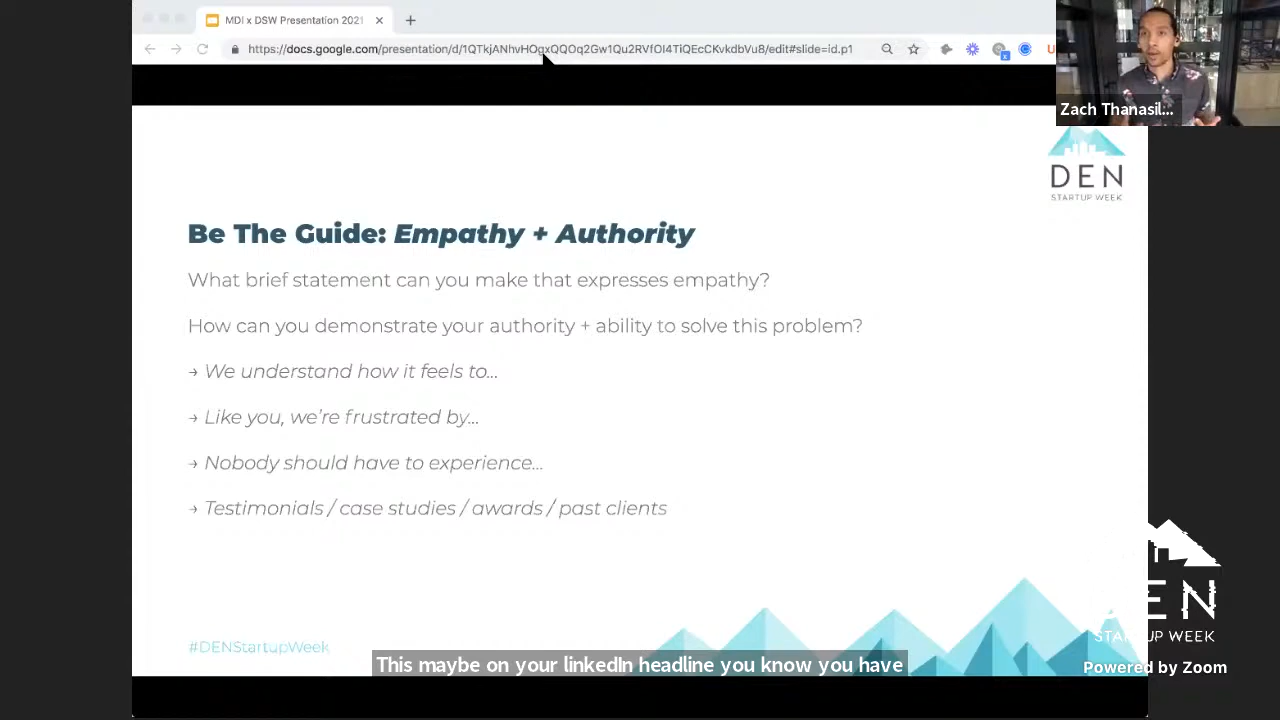 MDI x DSW Presentation 2021
https://docs.google.com/presentation/d/1QTkjANhvHOgxQQOq2Gw1Qu2RVfOI4TiQEcCKvkdbVu8/edit#slide=id.p1
Zach Thanasil...
DEN
STARTUP WEEK
Be The Guide: Empathy + Authority
What brief statement can you make that expresses empathy?
How can you demonstrate your authority + ability to solve this problem?
→ We understand how it feels to...
→ Like you, we're frustrated by...
→ Nobody should have to experience...
→ Testimonials / case studies / awards / past clients
#DENStartupWeek
This maybe on your linkedIn headline you know you have
DEN
STARTUP WEEK
Powered by Zoom